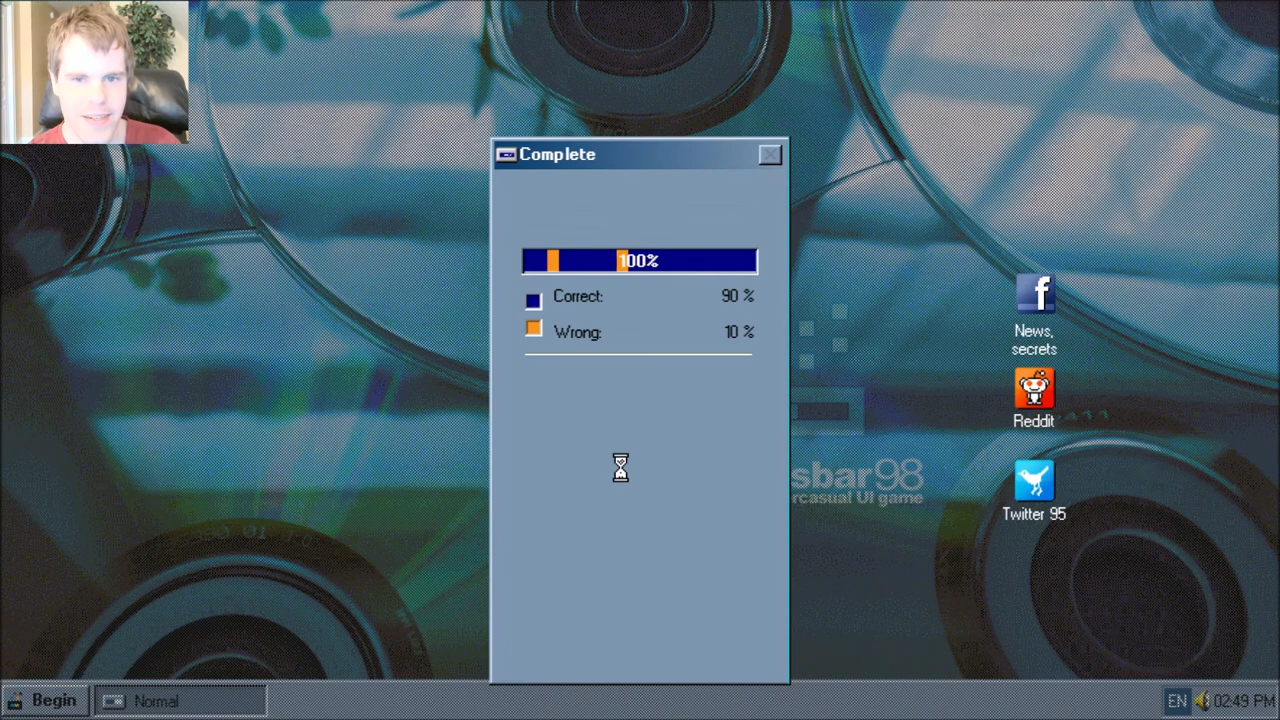 Complete
100%
Correct: 90 %
Wrong: 10 %
News,
secrets
Reddit
sbar98
rcasual UI game
Twitter 95
Begin
Normal
EN
02:49 PM